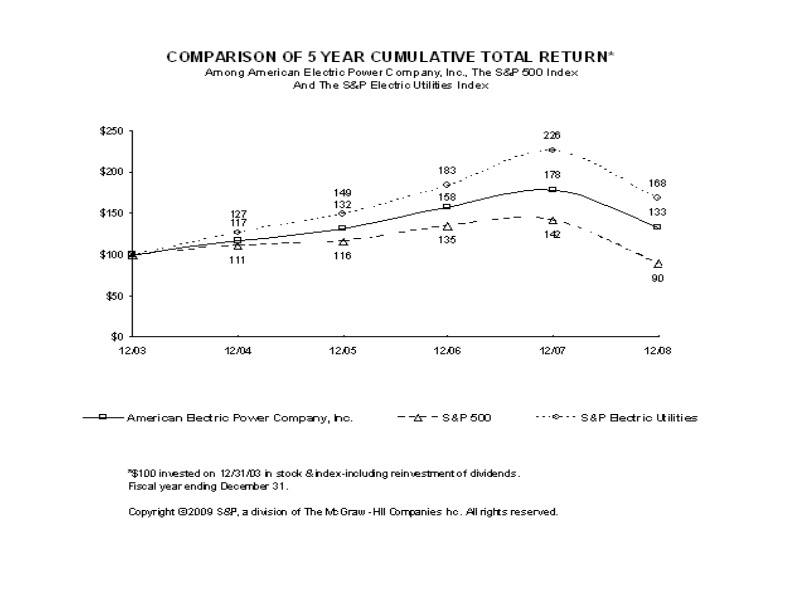 COMPARISON OF 5 YEAR CUMULATIVE TOTAL RETURN*
Among American Electric Power Company, Inc., The S&P 500 Index
And The S&P Electric Utilities Index
$250
$200
$150
$100
$50
$0
226
183
178
168
149
158
132
133
127
117
111
116
135
142
90
12/03 12/04 12/05 12/06 12/07 12/08
American Electric Power Company, Inc. S&P 500 S&P Electric Utilities
*$100 invested on 12/31/03 in stock & index-including reinvestment of dividends.
Fiscal year ending December 31.
Copyright © 2009 S&P, a division of The McGraw-Hill Companies Inc. All rights reserved.